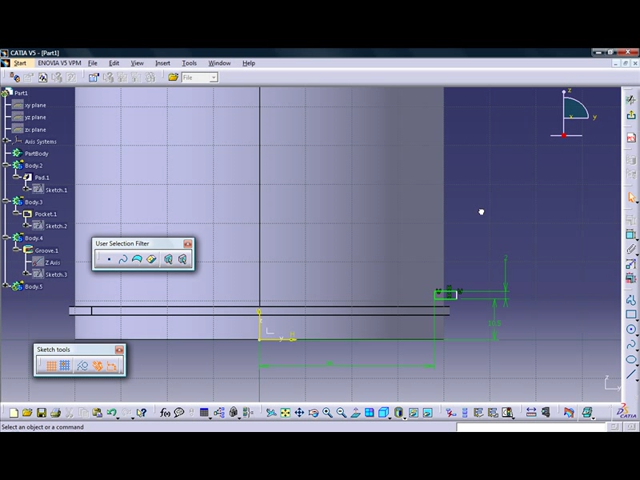 CATIA V5 - [Part1]
Start ENOVIA V5 VPM File Edit View Insert Tools Window Help
File
Part1
xy plane
yz plane
zx plane
Axis Systems
PartBody
Body.2
Pad.1
Sketch.1
Body.3
Pocket.1
Sketch.2
Body.4
Groove.1
Z Axis
Sketch.3
Body.5
User Selection Filter
Sketch tools
z
y
x
Select an object or a command
CATIA